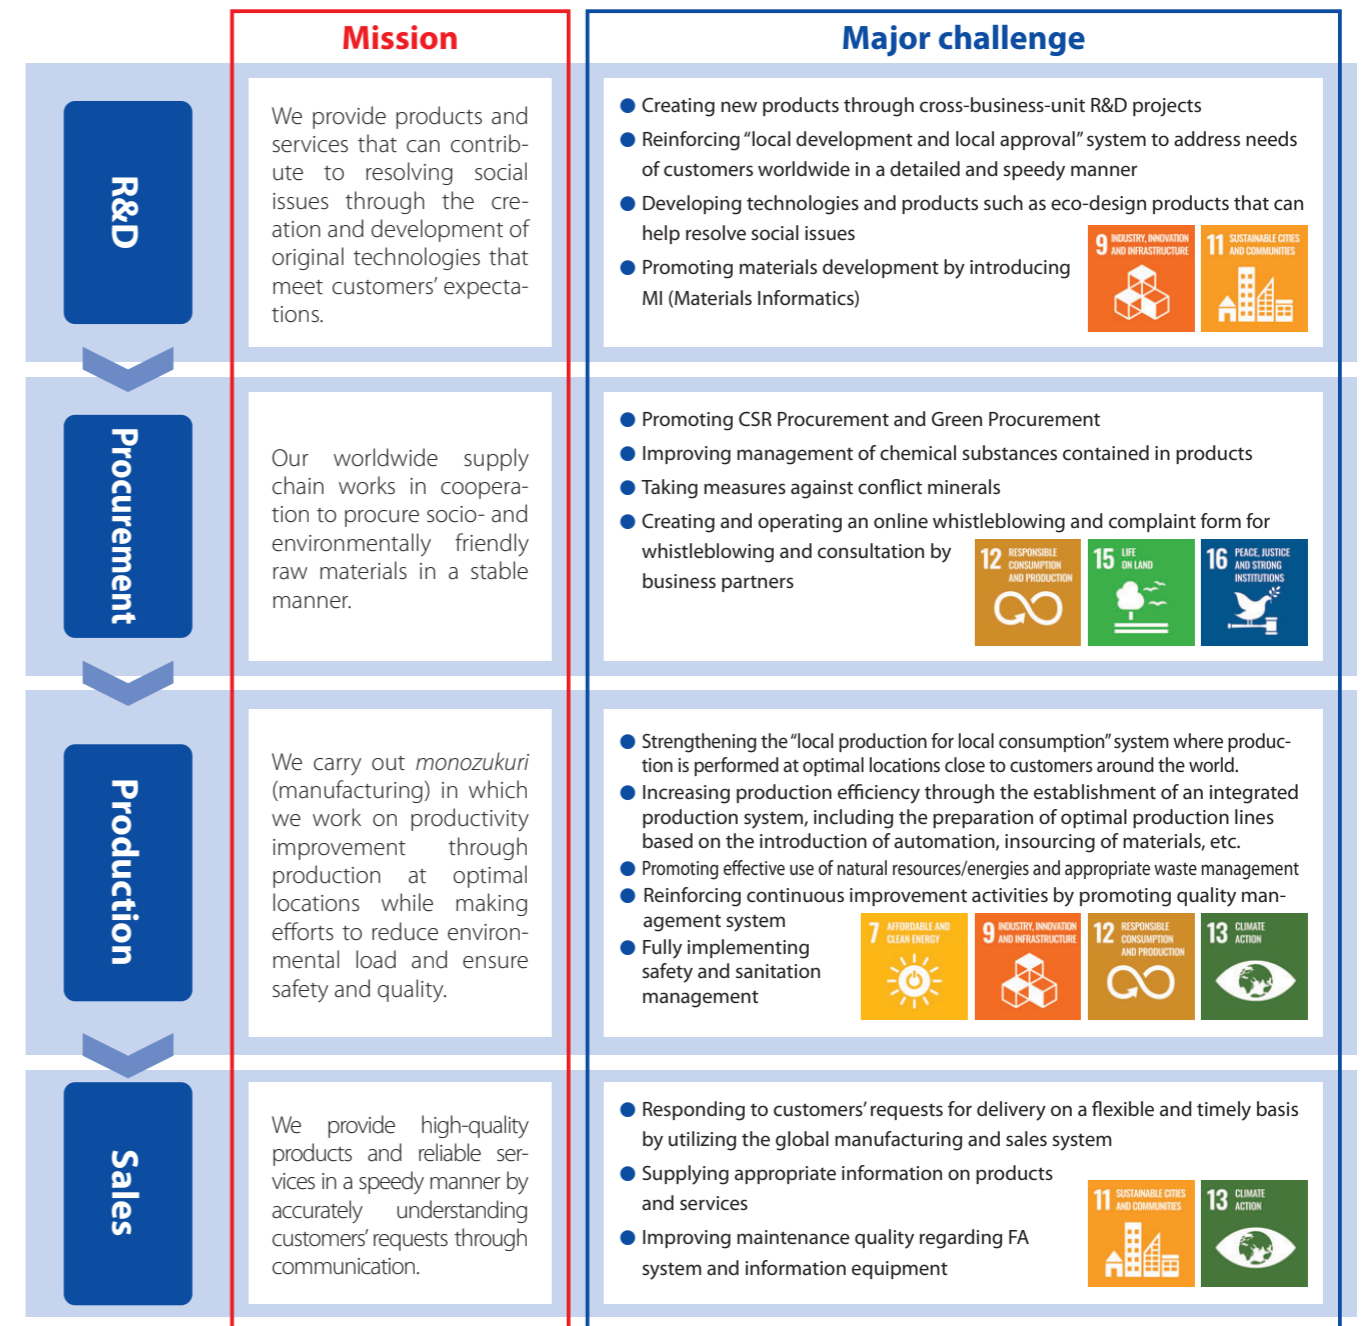 Mission
Major challenge
R&D
We provide products and
services that can contrib-
ute to resolving social
issues through the cre-
ation and development of
original technologies that
meet customers’ expecta-
tions.
● Creating new products through cross-business-unit R&D projects
● Reinforcing “local development and local approval” system to address needs
of customers worldwide in a detailed and speedy manner
● Developing technologies and products such as eco-design products that can
help resolve social issues
● Promoting materials development by introducing
MI (Materials Informatics)
9 INDUSTRY, INNOVATION
AND INFRASTRUCTURE
11 SUSTAINABLE CITIES
AND COMMUNITIES
Procurement
Our worldwide supply
chain works in coopera-
tion to procure socio- and
environmentally friendly
raw materials in a stable
manner.
● Promoting CSR Procurement and Green Procurement
● Improving management of chemical substances contained in products
● Taking measures against conflict minerals
● Creating and operating an online whistleblowing and complaint form for
whistleblowing and consultation by
business partners
12 RESPONSIBLE
CONSUMPTION
AND PRODUCTION
15 LIFE
ON LAND
16 PEACE, JUSTICE
AND STRONG
INSTITUTIONS
Production
We carry out monozukuri
(manufacturing) in which
we work on productivity
improvement through
production at optimal
locations while making
efforts to reduce environ-
mental load and ensure
safety and quality.
● Strengthening the “local production for local consumption” system where produc-
tion is performed at optimal locations close to customers around the world.
● Increasing production efficiency through the establishment of an integrated
production system, including the preparation of optimal production lines
based on the introduction of automation, insourcing of materials, etc.
● Promoting effective use of natural resources/energies and appropriate waste management
● Reinforcing continuous improvement activities by promoting quality man-
agement system
● Fully implementing
safety and sanitation
management
7 AFFORDABLE AND
CLEAN ENERGY
9 INDUSTRY, INNOVATION
AND INFRASTRUCTURE
12 RESPONSIBLE
CONSUMPTION
AND PRODUCTION
13 CLIMATE
ACTION
Sales
We provide high-quality
products and reliable ser-
vices in a speedy manner by
accurately understanding
customers’ requests through
communication.
● Responding to customers’ requests for delivery on a flexible and timely basis
by utilizing the global manufacturing and sales system
● Supplying appropriate information on products
and services
● Improving maintenance quality regarding FA
system and information equipment
11 SUSTAINABLE CITIES
AND COMMUNITIES
13 CLIMATE
ACTION